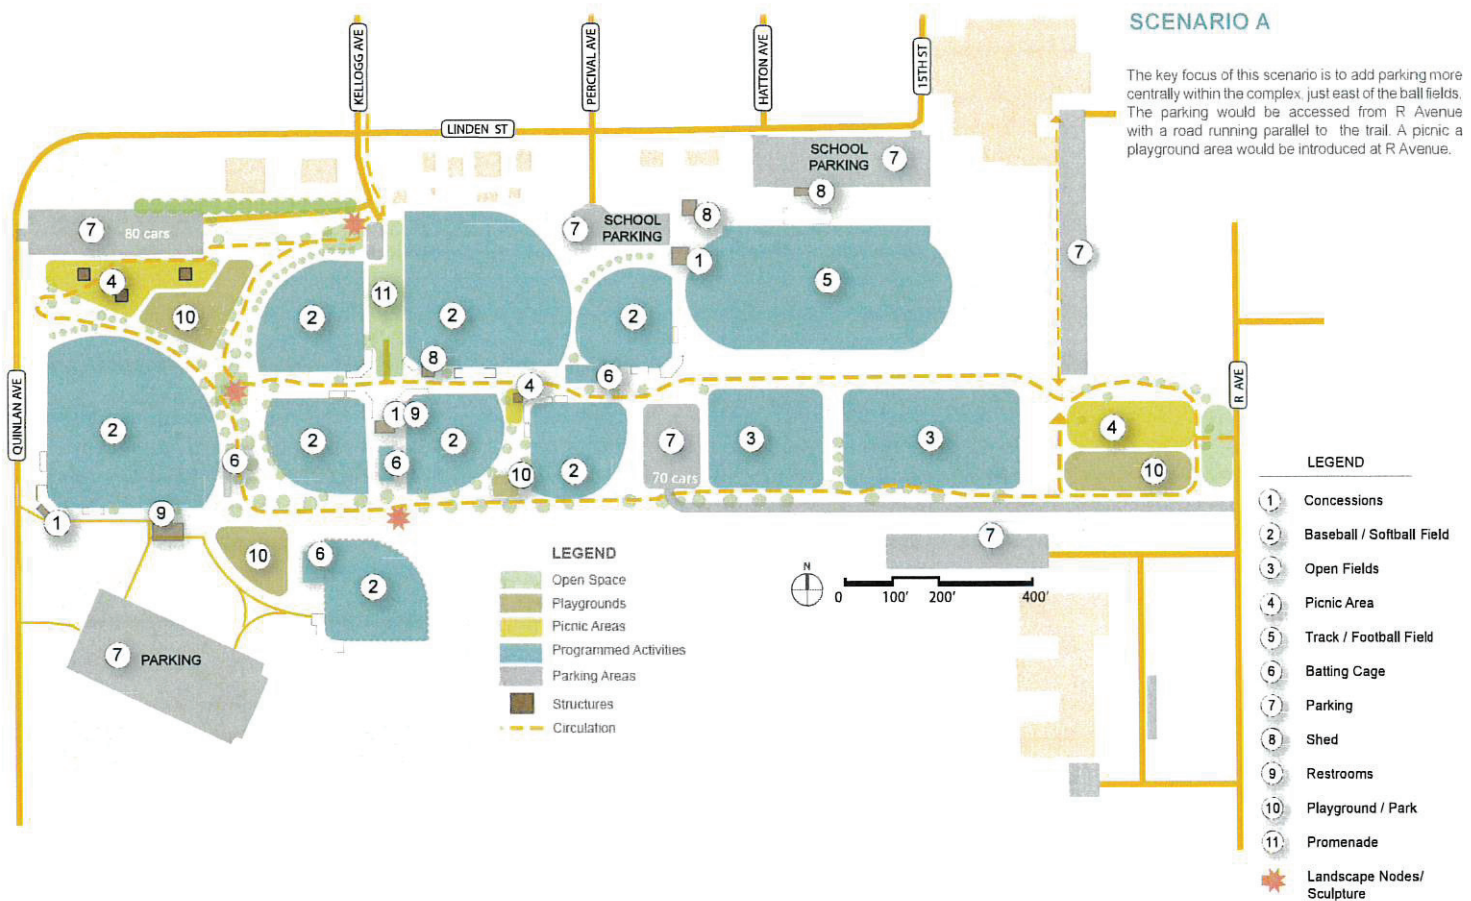 SCENARIO A
The key focus of this scenario is to add parking more
centrally within the complex, just east of the ball fields.
The parking would be accessed from R Avenue
with a road running parallel to the trail. A picnic a
playground area would be introduced at R Avenue.
KELLOGG AVE
PERCIVAL AVE
HATTON AVE
15TH ST
LINDEN ST
SCHOOL
PARKING
7
8
7
80 cars
7
SCHOOL
PARKING
8
1
7
4
11
5
10
2
2
2
8
6
4
QUINLAN AVE
R AVE
2
2
1
9
2
7
3
3
4
6
6
10
2
70 cars
10
1
9
10
6
2
7
7
PARKING
LEGEND
Open Space
Playgrounds
Picnic Areas
Programmed Activities
Parking Areas
Structures
Circulation
N
0
100'
200'
400'
LEGEND
1 Concessions
2 Baseball / Softball Field
3 Open Fields
4 Picnic Area
5 Track / Football Field
6 Batting Cage
7 Parking
8 Shed
9 Restrooms
10 Playground / Park
11 Promenade
Landscape Nodes/
Sculpture